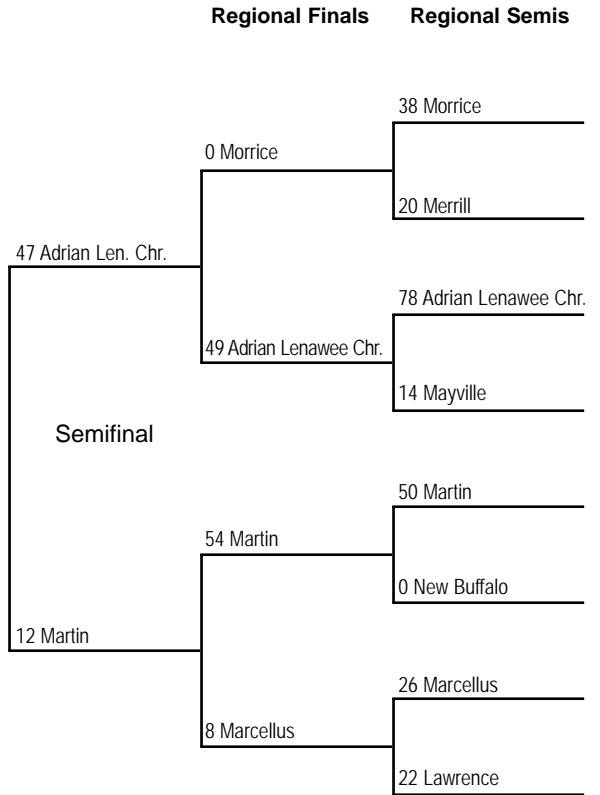 Regional Finals Regional Semis
38 Morrice
0 Morrice
20 Merrill
47 Adrian Len. Chr.
78 Adrian Lenawee Chr.
49 Adrian Lenawee Chr.
14 Mayville
Semifinal
50 Martin
54 Martin
0 New Buffalo
12 Martin
26 Marcellus
8 Marcellus
22 Lawrence